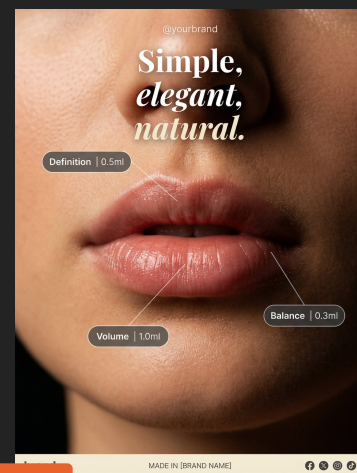 @yourbrand
Simple,
elegant,
natural.
Definition | 0.5ml
Balance | 0.3ml
Volume | 1.0ml
MADE IN [BRAND NAME]